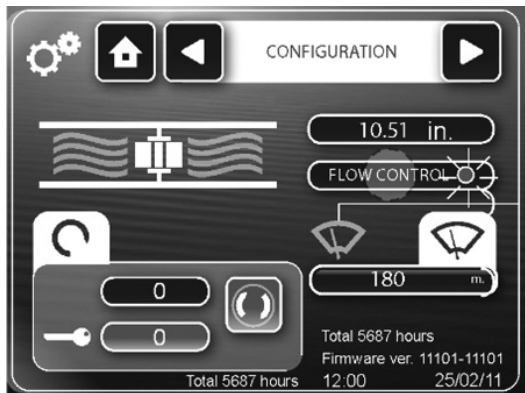 CONFIGURATION
10.51 in.
FLOW CONTROL
180 m.
0
0
Total 5687 hours
Firmware ver. 11101-11101
Total 5687 hours 12:00 25/02/11